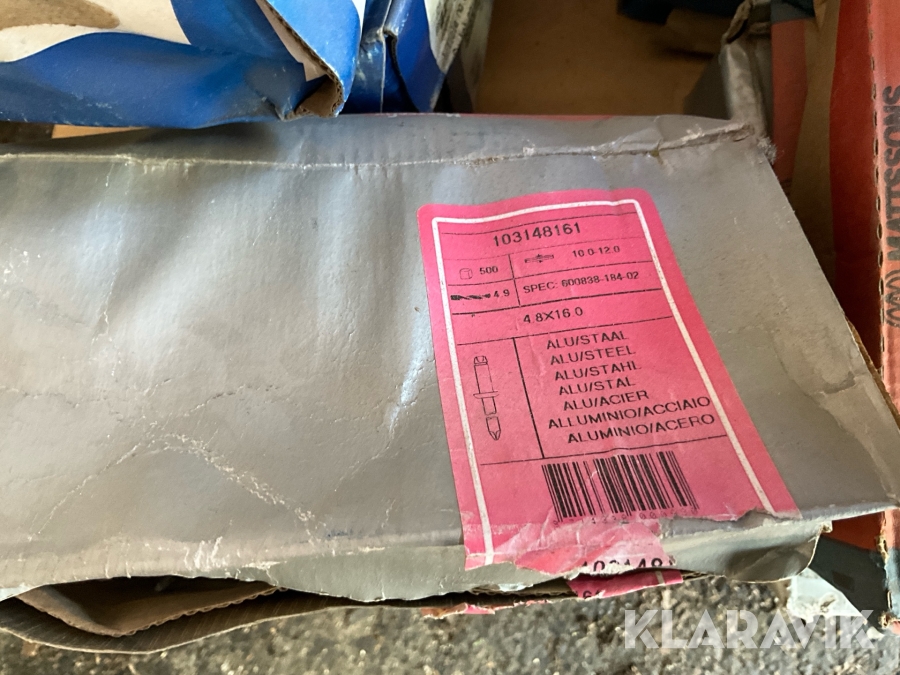 103148161
500
10.0-12.0
4.9
SPEC: 600838-184-02
4.8X16.0
ALU/STAAL
ALU/STEEL
ALU/STAHL
ALU/STAL
ALU/ACIER
ALLUMINIO/ACCIAIO
ALUMINIO/ACERO
MATTSSONS
KLARAVIK